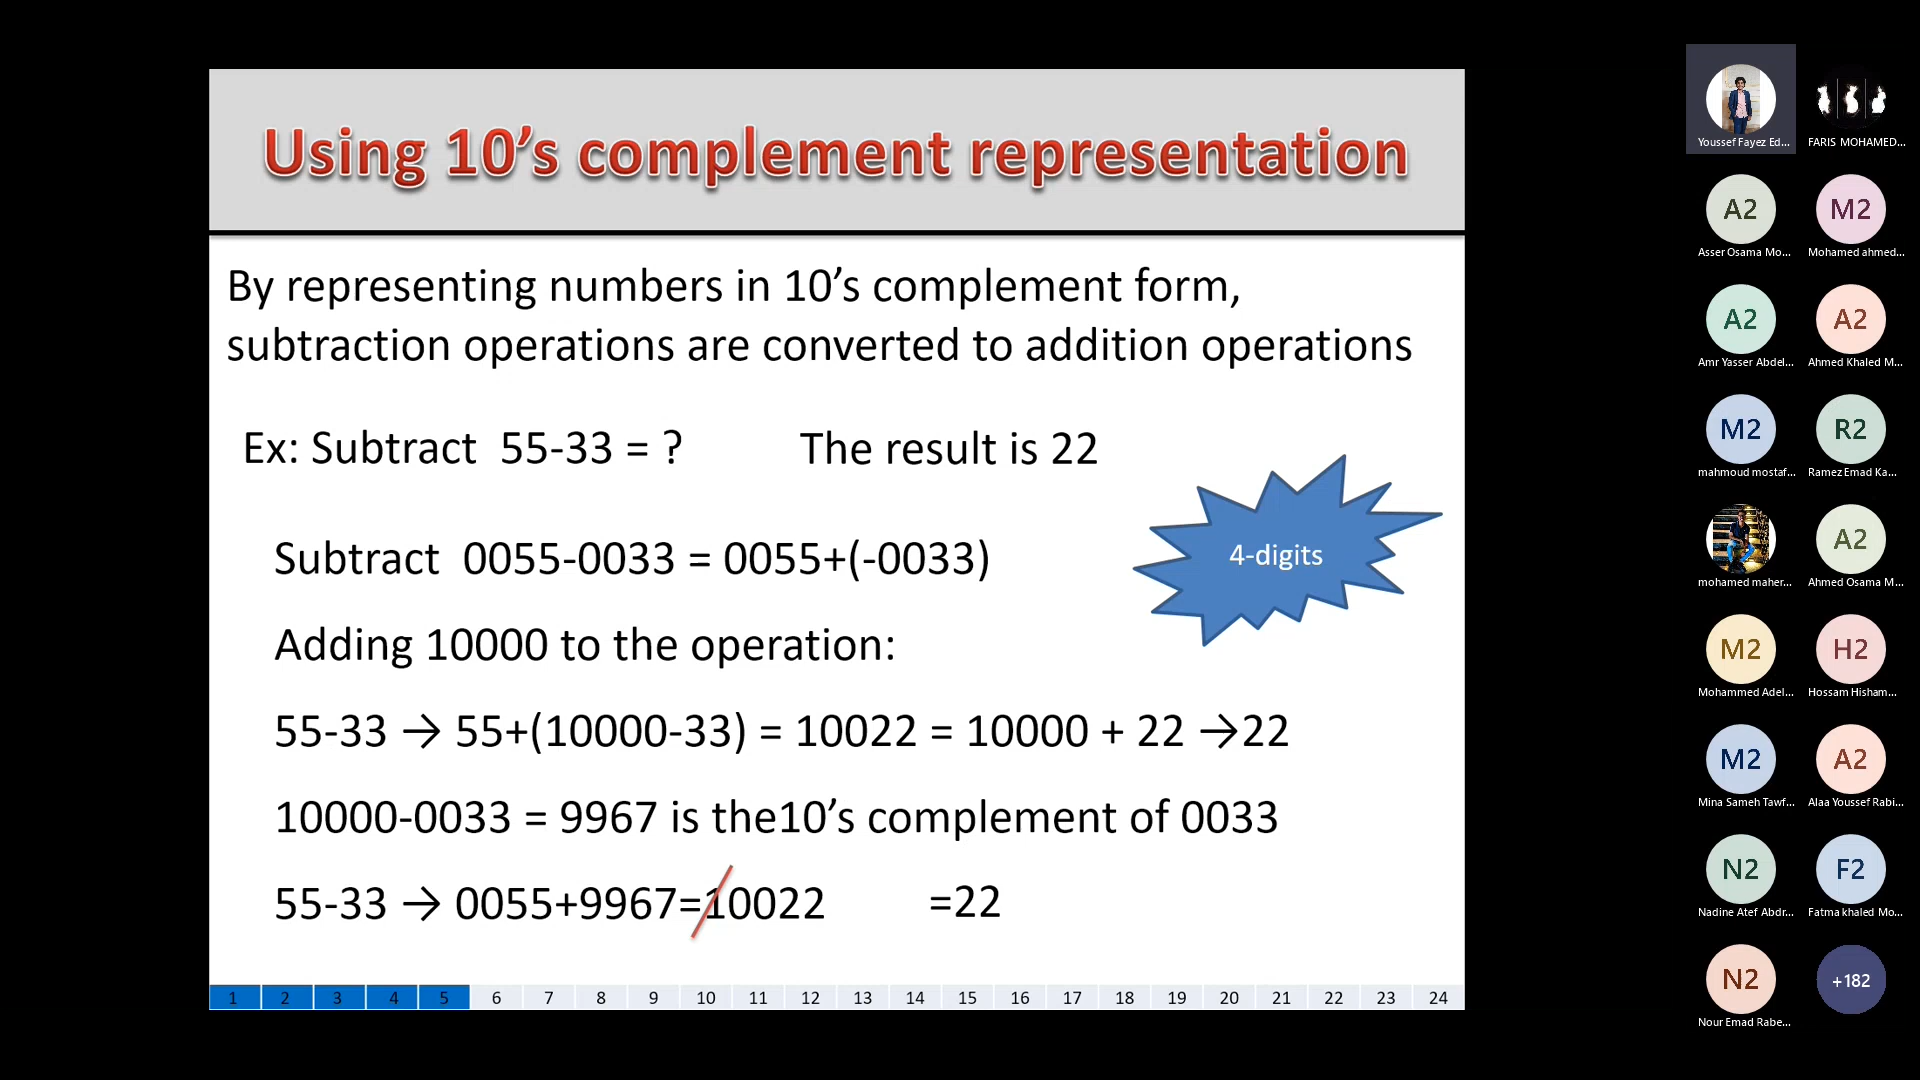 Using 10’s complement representation
By representing numbers in 10’s complement form,
subtraction operations are converted to addition operations
Ex: Subtract 55-33 = ? The result is 22
4-digits
Subtract 0055-0033 = 0055+(-0033)
Adding 10000 to the operation:
55-33 → 55+(10000-33) = 10022 = 10000 + 22 →22
10000-0033 = 9967 is the10’s complement of 0033
55-33 → 0055+9967=10022 =22
1 2 3 4 5 6 7 8 9 10 11 12 13 14 15 16 17 18 19 20 21 22 23 24
Youssef Fayez Ed... FARIS MOHAMED...
A2 M2
Asser Osama Mo... Mohamed ahmed...
A2 A2
Amr Yasser Abdel... Ahmed Khaled M...
M2 R2
mahmoud mostaf... Ramez Emad Ka...
A2
mohamed maher... Ahmed Osama M...
M2 H2
Mohammed Adel... Hossam Hisham...
M2 A2
Mina Sameh Tawf... Alaa Youssef Rabi...
N2 F2
Nadine Atef Abdr... Fatma khaled Mo...
N2 +182
Nour Emad Rabe...